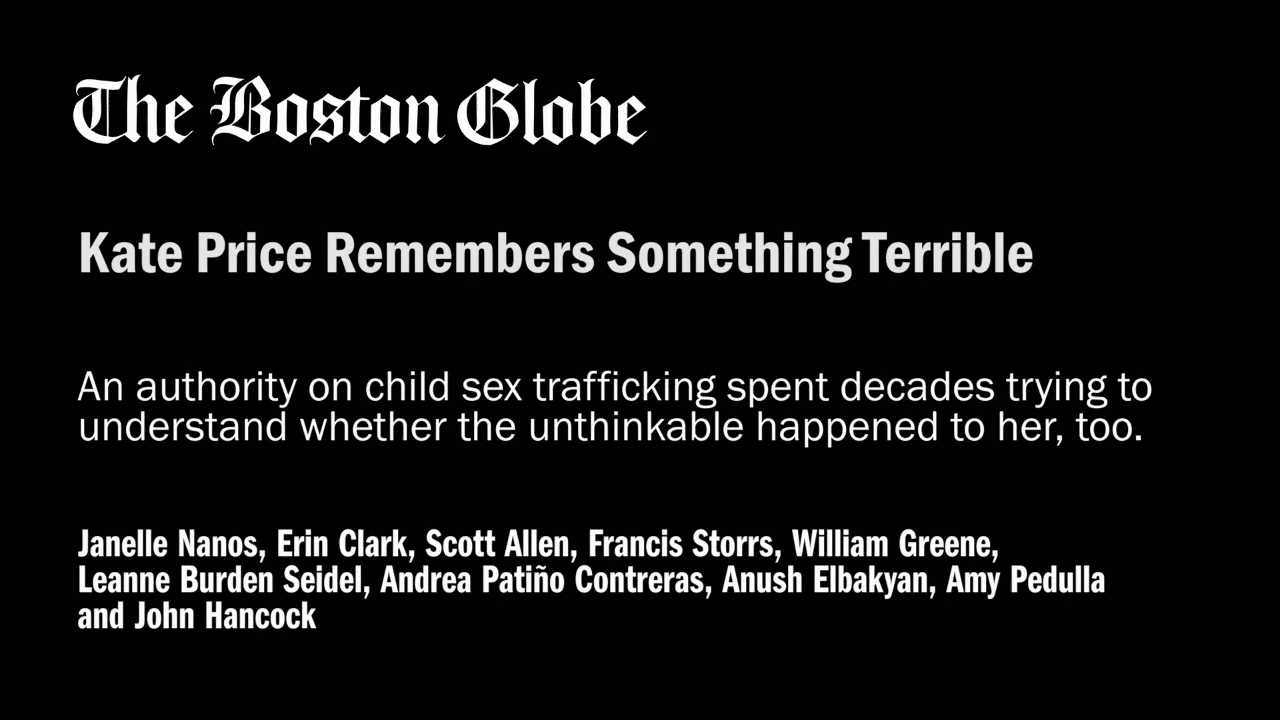 The Boston Globe
Kate Price Remembers Something Terrible
An authority on child sex trafficking spent decades trying to
understand whether the unthinkable happened to her, too.
Janelle Nanos, Erin Clark, Scott Allen, Francis Storrs, William Greene,
Leanne Burden Seidel, Andrea Patiño Contreras, Anush Elbakyan, Amy Pedulla
and John Hancock